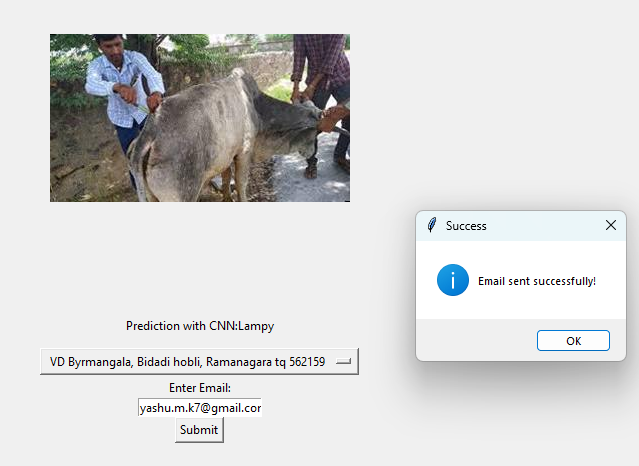 Success
Email sent successfully!
OK
Prediction with CNN:Lampy
VD Byrmangala, Bidadi hobli, Ramanagara tq 562159
Enter Email:
yashu.m.k7@gmail.com
Submit